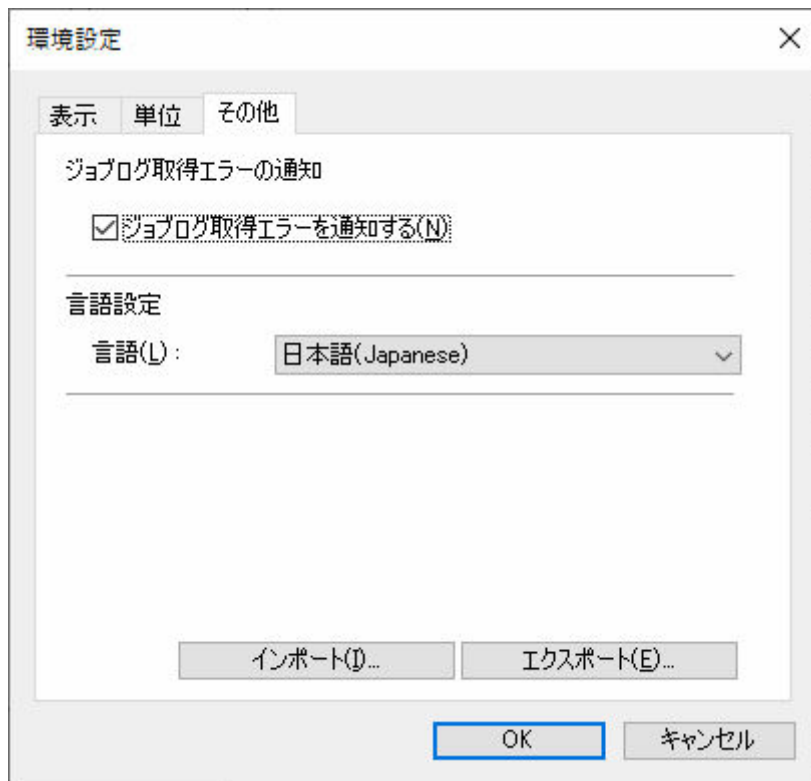 環境設定
表示 単位 その他
ジョブログ取得エラーの通知
ジョブログ取得エラーを通知する(N)
言語設定
言語(L)： 日本語(Japanese)
インポート(I)... エクスポート(E)...
OK キャンセル